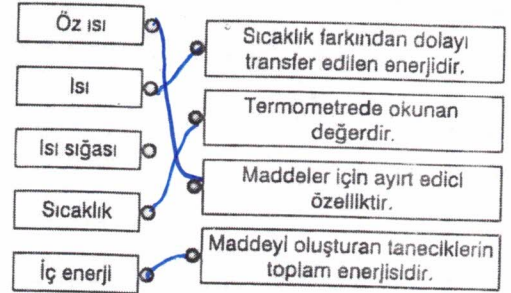 Öz ısı
Isı
Isı sığası
Sıcaklık
İç enerji
Sıcaklık farkından dolayı
transfer edilen enerjidir.
Termometrede okunan
değerdir.
Maddeler için ayırt edici
özelliktir.
Maddeyi oluşturan taneciklerin
toplam enerjisidir.